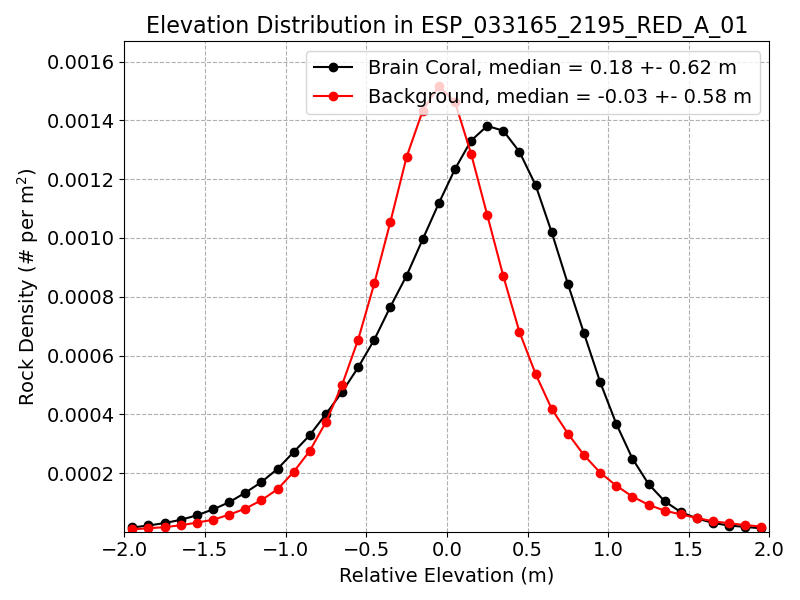 Elevation Distribution in ESP_033165_2195_RED_A_01
Brain Coral, median = 0.18 +- 0.62 m
Background, median = -0.03 +- 0.58 m
Rock Density (# per m²)
0.0016
0.0014
0.0012
0.0010
0.0008
0.0006
0.0004
0.0002
−2.0 −1.5 −1.0 −0.5 0.0 0.5 1.0 1.5 2.0
Relative Elevation (m)